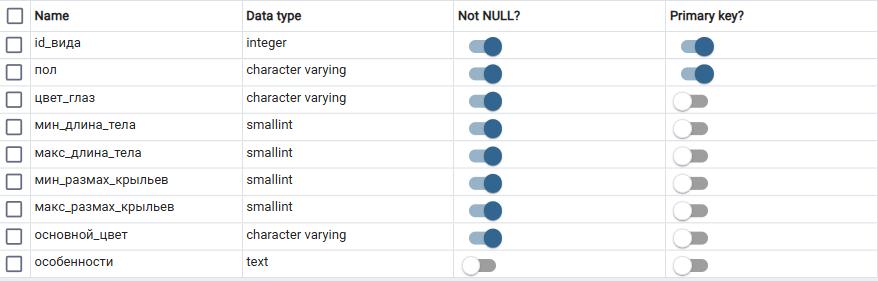 Name Data type Not NULL? Primary key?
id_вида integer
пол character varying
цвет_глаз character varying
мин_длина_тела smallint
макс_длина_тела smallint
мин_размах_крыльев smallint
макс_размах_крыльев smallint
основной_цвет character varying
особенности text